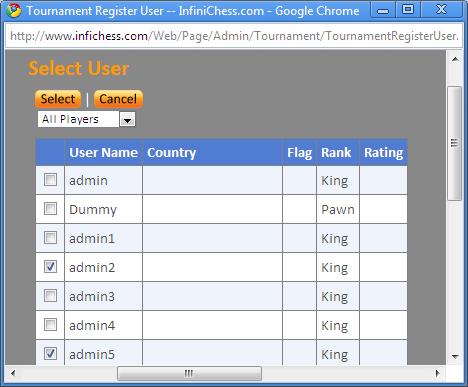 Tournament Register User -- InfiniChess.com - Google Chrome
http://www.infichess.com/Web/Page/Admin/Tournament/TournamentRegisterUser.
Select User
Select | Cancel
All Players
User Name Country Flag Rank Rating
admin King
Dummy Pawn
admin1 King
admin2 King
admin3 King
admin4 King
admin5 King